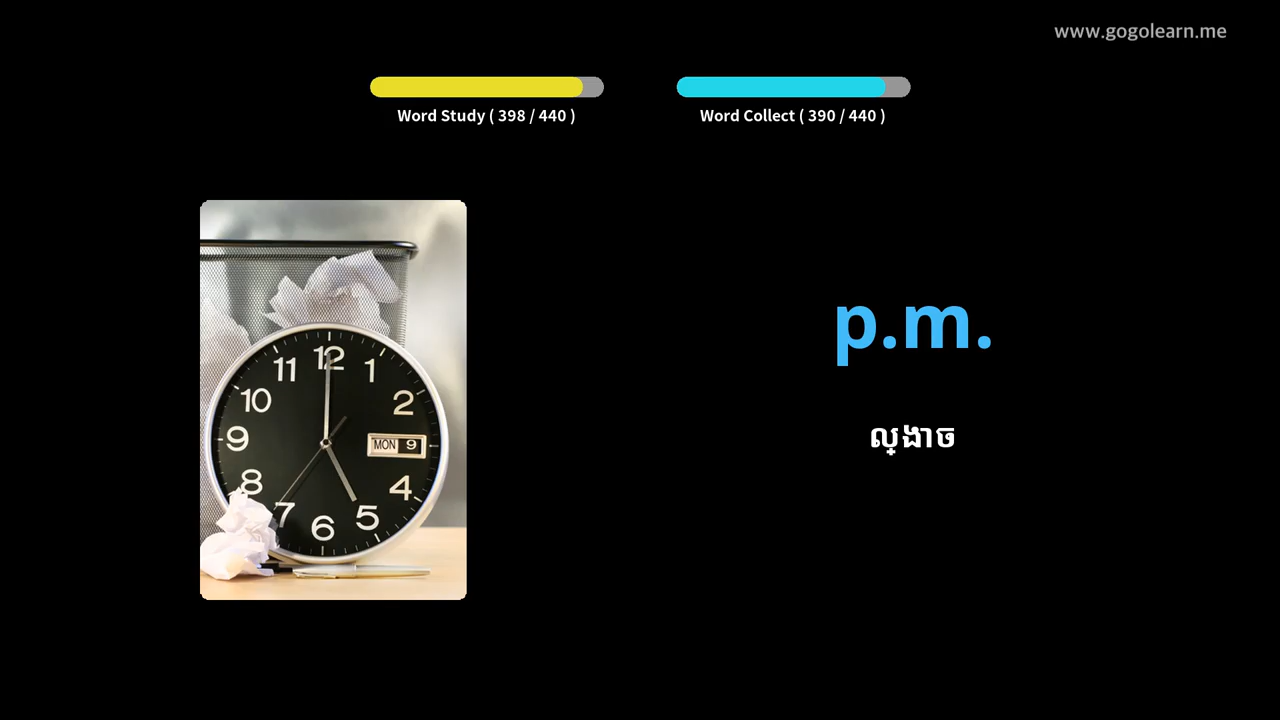 www.gogolearn.me
Word Study ( 398 / 440 )
Word Collect ( 390 / 440 )
12
11
1
10
2
9
MON 9
8
4
7
5
6
p.m.
ល្ងាច